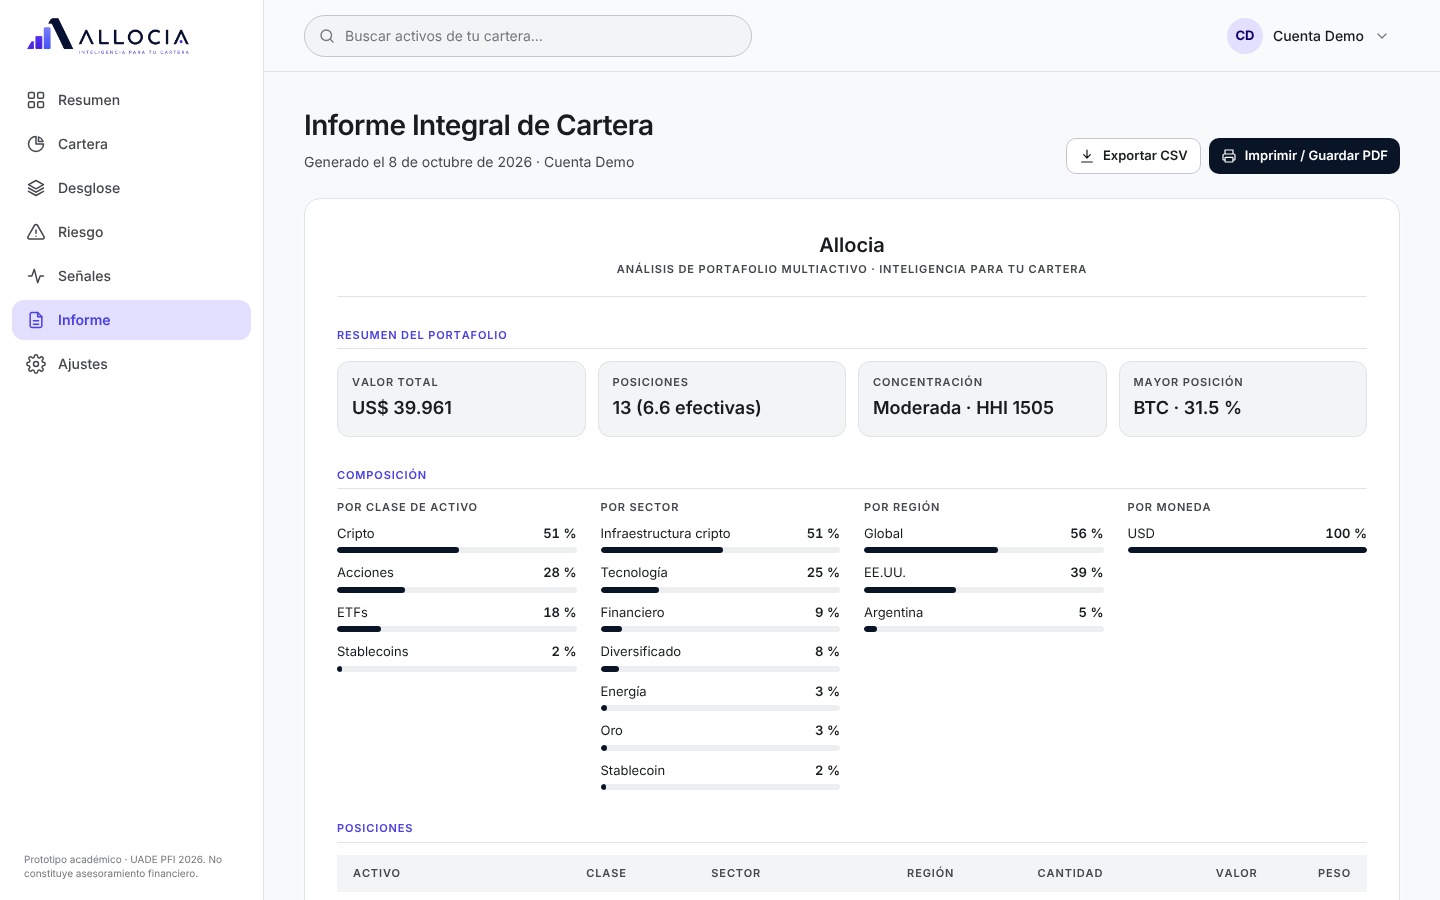 ALLOCIA
INTELIGENCIA PARA TU CARTERA
Buscar activos de tu cartera...
CD
Cuenta Demo
Resumen
Cartera
Desglose
Riesgo
Señales
Informe
Ajustes
Prototipo académico · UADE PFI 2026. No
constituye asesoramiento financiero.
Informe Integral de Cartera
Generado el 8 de octubre de 2026 · Cuenta Demo
Exportar CSV
Imprimir / Guardar PDF
Allocia
ANÁLISIS DE PORTAFOLIO MULTIACTIVO · INTELIGENCIA PARA TU CARTERA
RESUMEN DEL PORTAFOLIO
VALOR TOTAL
US$ 39.961
POSICIONES
13 (6.6 efectivas)
CONCENTRACIÓN
Moderada · HHI 1505
MAYOR POSICIÓN
BTC · 31.5 %
COMPOSICIÓN
POR CLASE DE ACTIVO
Cripto 51 %
Acciones 28 %
ETFs 18 %
Stablecoins 2 %
POR SECTOR
Infraestructura cripto 51 %
Tecnología 25 %
Financiero 9 %
Diversificado 8 %
Energía 3 %
Oro 3 %
Stablecoin 2 %
POR REGIÓN
Global 56 %
EE.UU. 39 %
Argentina 5 %
POR MONEDA
USD 100 %
POSICIONES
ACTIVO CLASE SECTOR REGIÓN CANTIDAD VALOR PESO